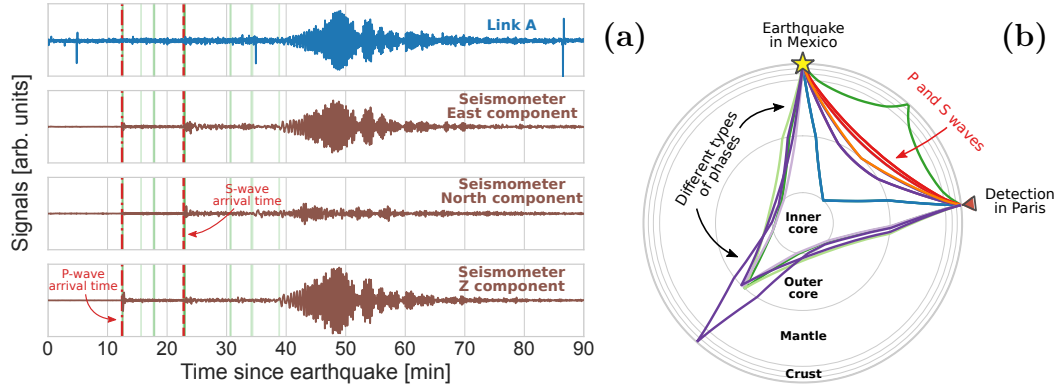 Link A
(a)
Seismometer
East component
Seismometer
North component
S-wave
arrival time
Seismometer
Z component
P-wave
arrival time
Signals [arb. units]
0 10 20 30 40 50 60 70 80 90
Time since earthquake [min]
(b)
Earthquake
in Mexico
P and S
waves
Different types
of phases
Detection
in Paris
Inner
core
Outer
core
Mantle
Crust